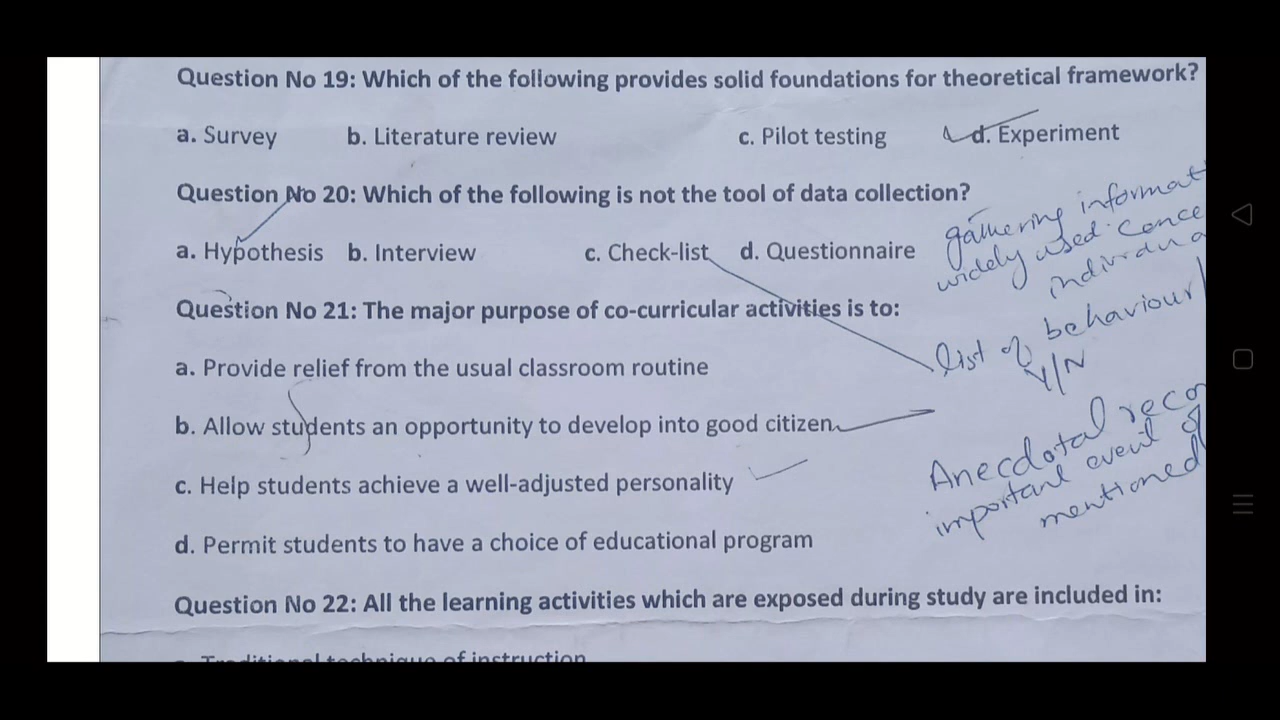 Question No 19: Which of the following provides solid foundations for theoretical framework?
a. Survey b. Literature review c. Pilot testing d. Experiment
Question No 20: Which of the following is not the tool of data collection?
a. Hypothesis b. Interview c. Check-list d. Questionnaire
gathering informat
widely used.
Question No 21: The major purpose of co-curricular activities is to:
list of behaviour
Y/N
a. Provide relief from the usual classroom routine
b. Allow students an opportunity to develop into good citizen
Anecdotal reco
important event of
mentioned
c. Help students achieve a well-adjusted personality
d. Permit students to have a choice of educational program
Question No 22: All the learning activities which are exposed during study are included in: